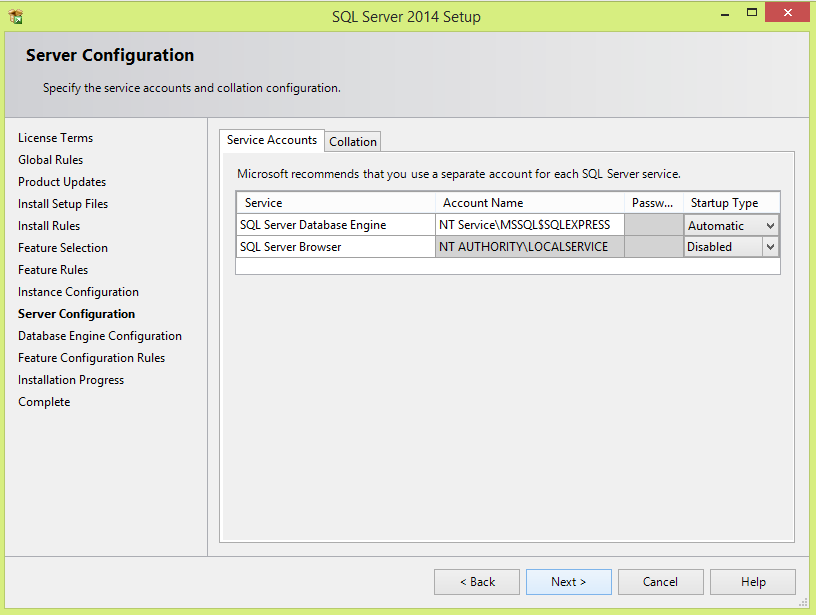 SQL Server 2014 Setup
Server Configuration
Specify the service accounts and collation configuration.
License Terms
Global Rules
Product Updates
Install Setup Files
Install Rules
Feature Selection
Feature Rules
Instance Configuration
Server Configuration
Database Engine Configuration
Feature Configuration Rules
Installation Progress
Complete
Service Accounts Collation
Microsoft recommends that you use a separate account for each SQL Server service.
Service Account Name Passw... Startup Type
SQL Server Database Engine NT Service\MSSQL$SQLEXPRESS Automatic
SQL Server Browser NT AUTHORITY\LOCALSERVICE Disabled
< Back Next > Cancel Help